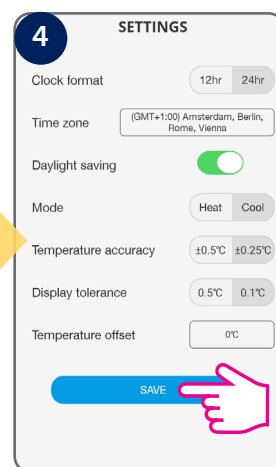 4
SETTINGS
Clock format 12hr 24hr
Time zone (GMT+1:00) Amsterdam, Berlin,
Rome, Vienna
Daylight saving
Mode Heat Cool
Temperature accuracy ±0.5℃ ±0.25℃
Display tolerance 0.5℃ 0.1℃
Temperature offset 0℃
SAVE